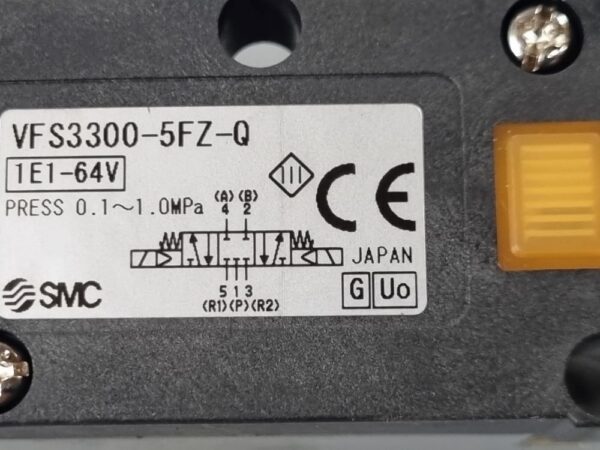 VFS3300-5FZ-Q
1E1-64V
PRESS 0.1～1.0MPa
(A) (B)
4 2
5 1 3
(R1) (P) (R2)
III
CE
JAPAN
SMC
G Uo